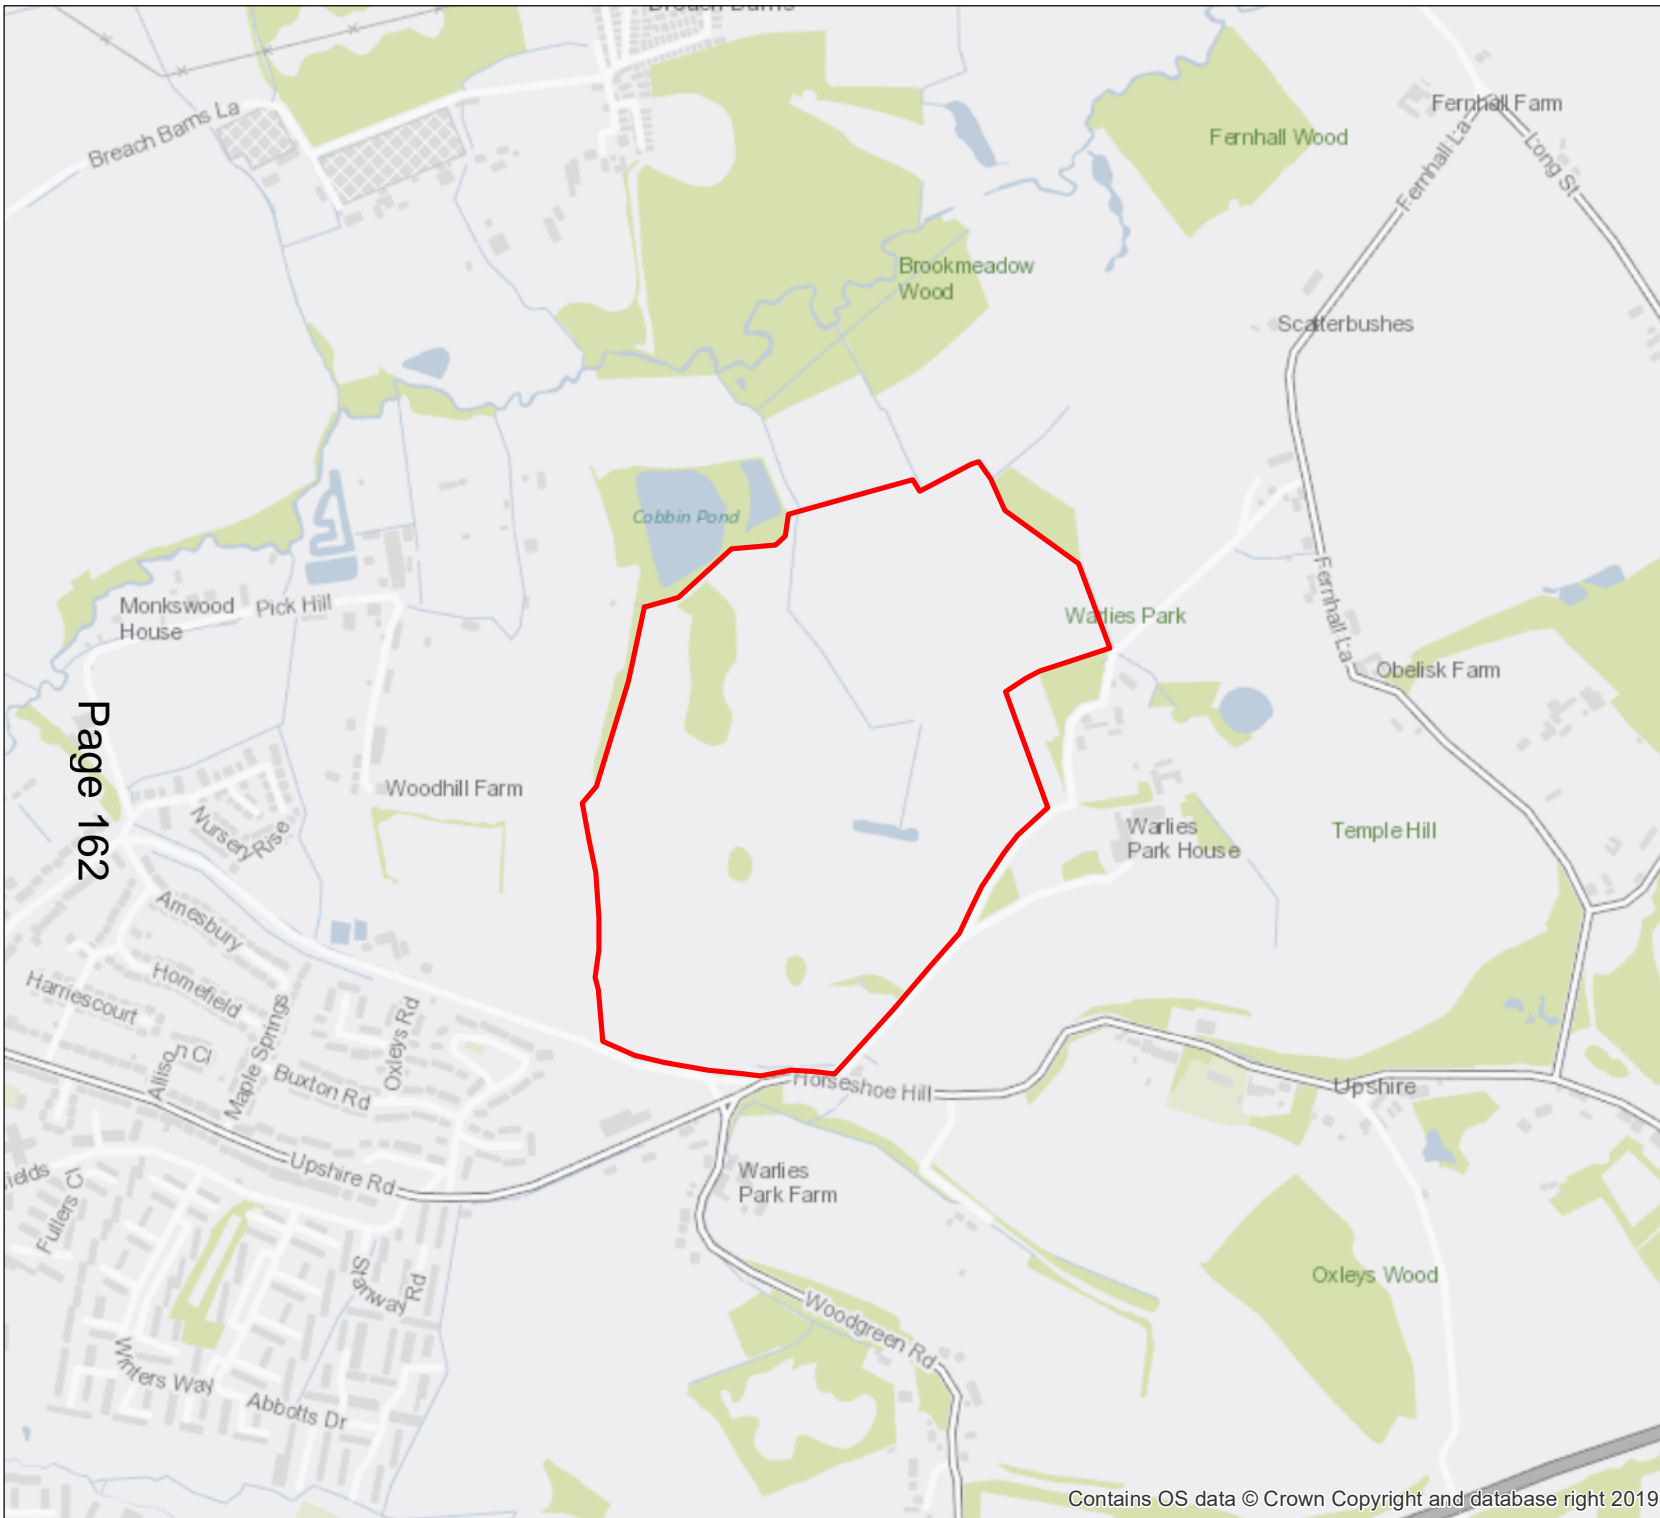 Breach Barns
Breach Barns La
Fernhall Farm
Fernhall Wood
Fernhall La
Long St
Brookmeadow
Wood
Scatterbushes
Cobbin Pond
Monkswood
House
Pick Hill
Warlies Park
Fernhall La
Obelisk Farm
Page 162
Woodhill Farm
Nursery Rise
Warlies
Park House
Temple Hill
Amesbury
Homefield
Harriescourt
Maple Springs
Oxleys Rd
Allison Cl
Buxton Rd
Horseshoe Hill
Upshire
Upshire Rd
Warlies
Park Farm
ields
Fullers Cl
Stanway Rd
Oxleys Wood
Woodgreen Rd
Winters Way
Abbotts Dr
Contains OS data © Crown Copyright and database right 2019